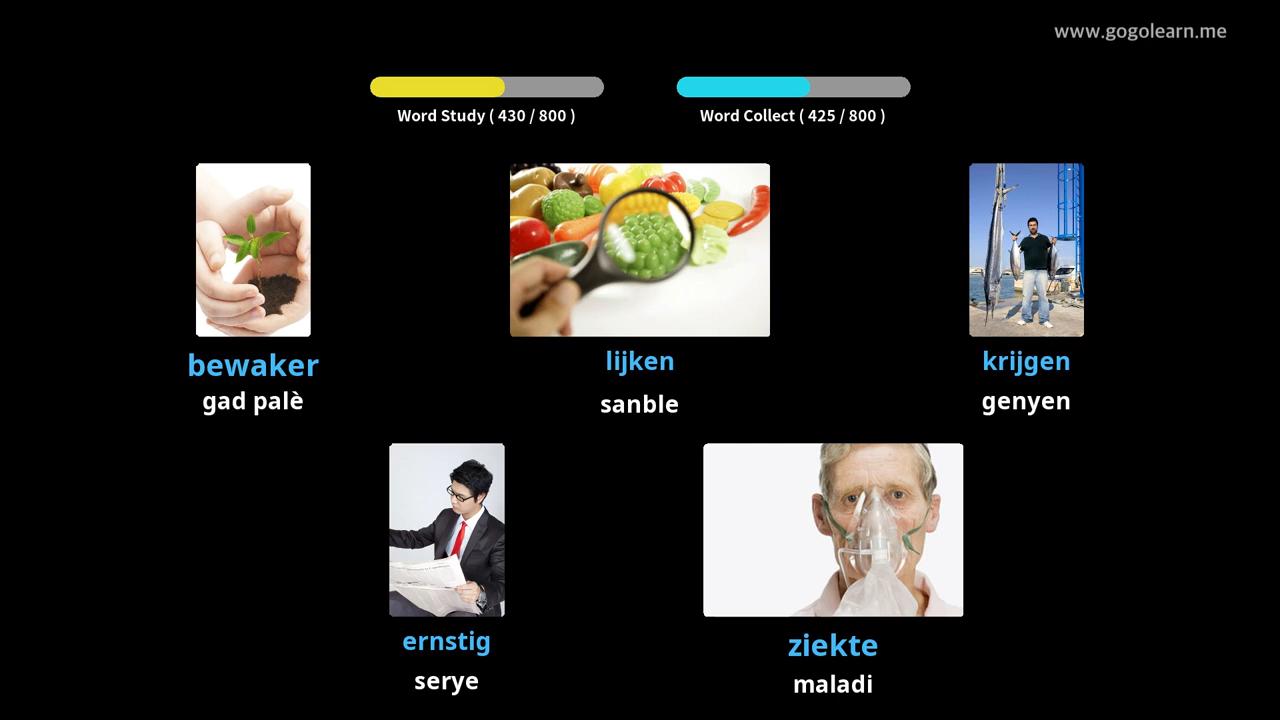 www.gogolearn.me
Word Study ( 430 / 800 )
Word Collect ( 425 / 800 )
bewaker
gad palè
lijken
sanble
krijgen
genyen
ernstig
serye
ziekte
maladi